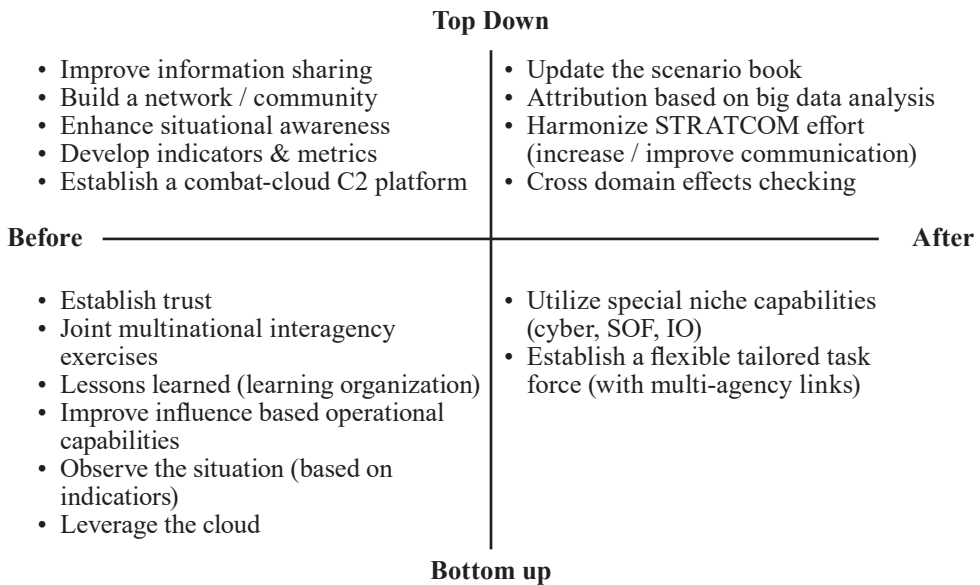 Top Down
• Improve information sharing
• Build a network / community
• Enhance situational awareness
• Develop indicators & metrics
• Establish a combat-cloud C2 platform
• Update the scenario book
• Attribution based on big data analysis
• Harmonize STRATCOM effort
(increase / improve communication)
• Cross domain effects checking
Before
After
• Establish trust
• Joint multinational interagency
exercises
• Lessons learned (learning organization)
• Improve influence based operational
capabilities
• Observe the situation (based on
indicatiors)
• Leverage the cloud
• Utilize special niche capabilities
(cyber, SOF, IO)
• Establish a flexible tailored task
force (with multi-agency links)
Bottom up